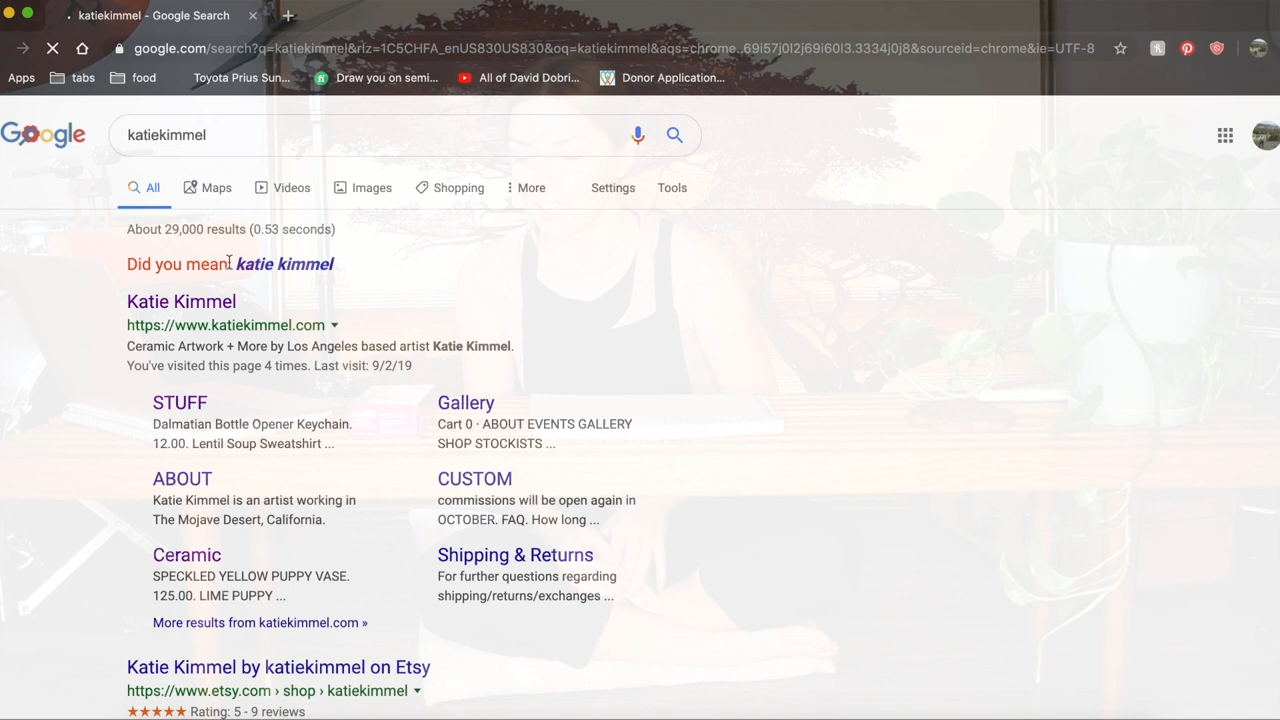 katiekimmel - Google Search
google.com/search?q=katiekimmel&rlz=1C5CHFA_enUS830US830&oq=katiekimmel&aqs=chrome..69i57j0l2j69i60l3.3334j0j8&sourceid=chrome&ie=UTF-8
Apps tabs food Toyota Prius Sun... Draw you on semi... All of David Dobri... Donor Application...
Google katiekimmel
All Maps Videos Images Shopping More Settings Tools
About 29,000 results (0.53 seconds)
Did you mean: katie kimmel
Katie Kimmel
https://www.katiekimmel.com
Ceramic Artwork + More by Los Angeles based artist Katie Kimmel.
You've visited this page 4 times. Last visit: 9/2/19
STUFF
Dalmatian Bottle Opener Keychain.
12.00. Lentil Soup Sweatshirt ...
Gallery
Cart 0 · ABOUT EVENTS GALLERY
SHOP STOCKISTS ...
ABOUT
Katie Kimmel is an artist working in
The Mojave Desert, California.
CUSTOM
commissions will be open again in
OCTOBER. FAQ. How long ...
Ceramic
SPECKLED YELLOW PUPPY VASE.
125.00. LIME PUPPY ...
Shipping & Returns
For further questions regarding
shipping/returns/exchanges ...
More results from katiekimmel.com »
Katie Kimmel by katiekimmel on Etsy
https://www.etsy.com › shop › katiekimmel
Rating: 5 - 9 reviews